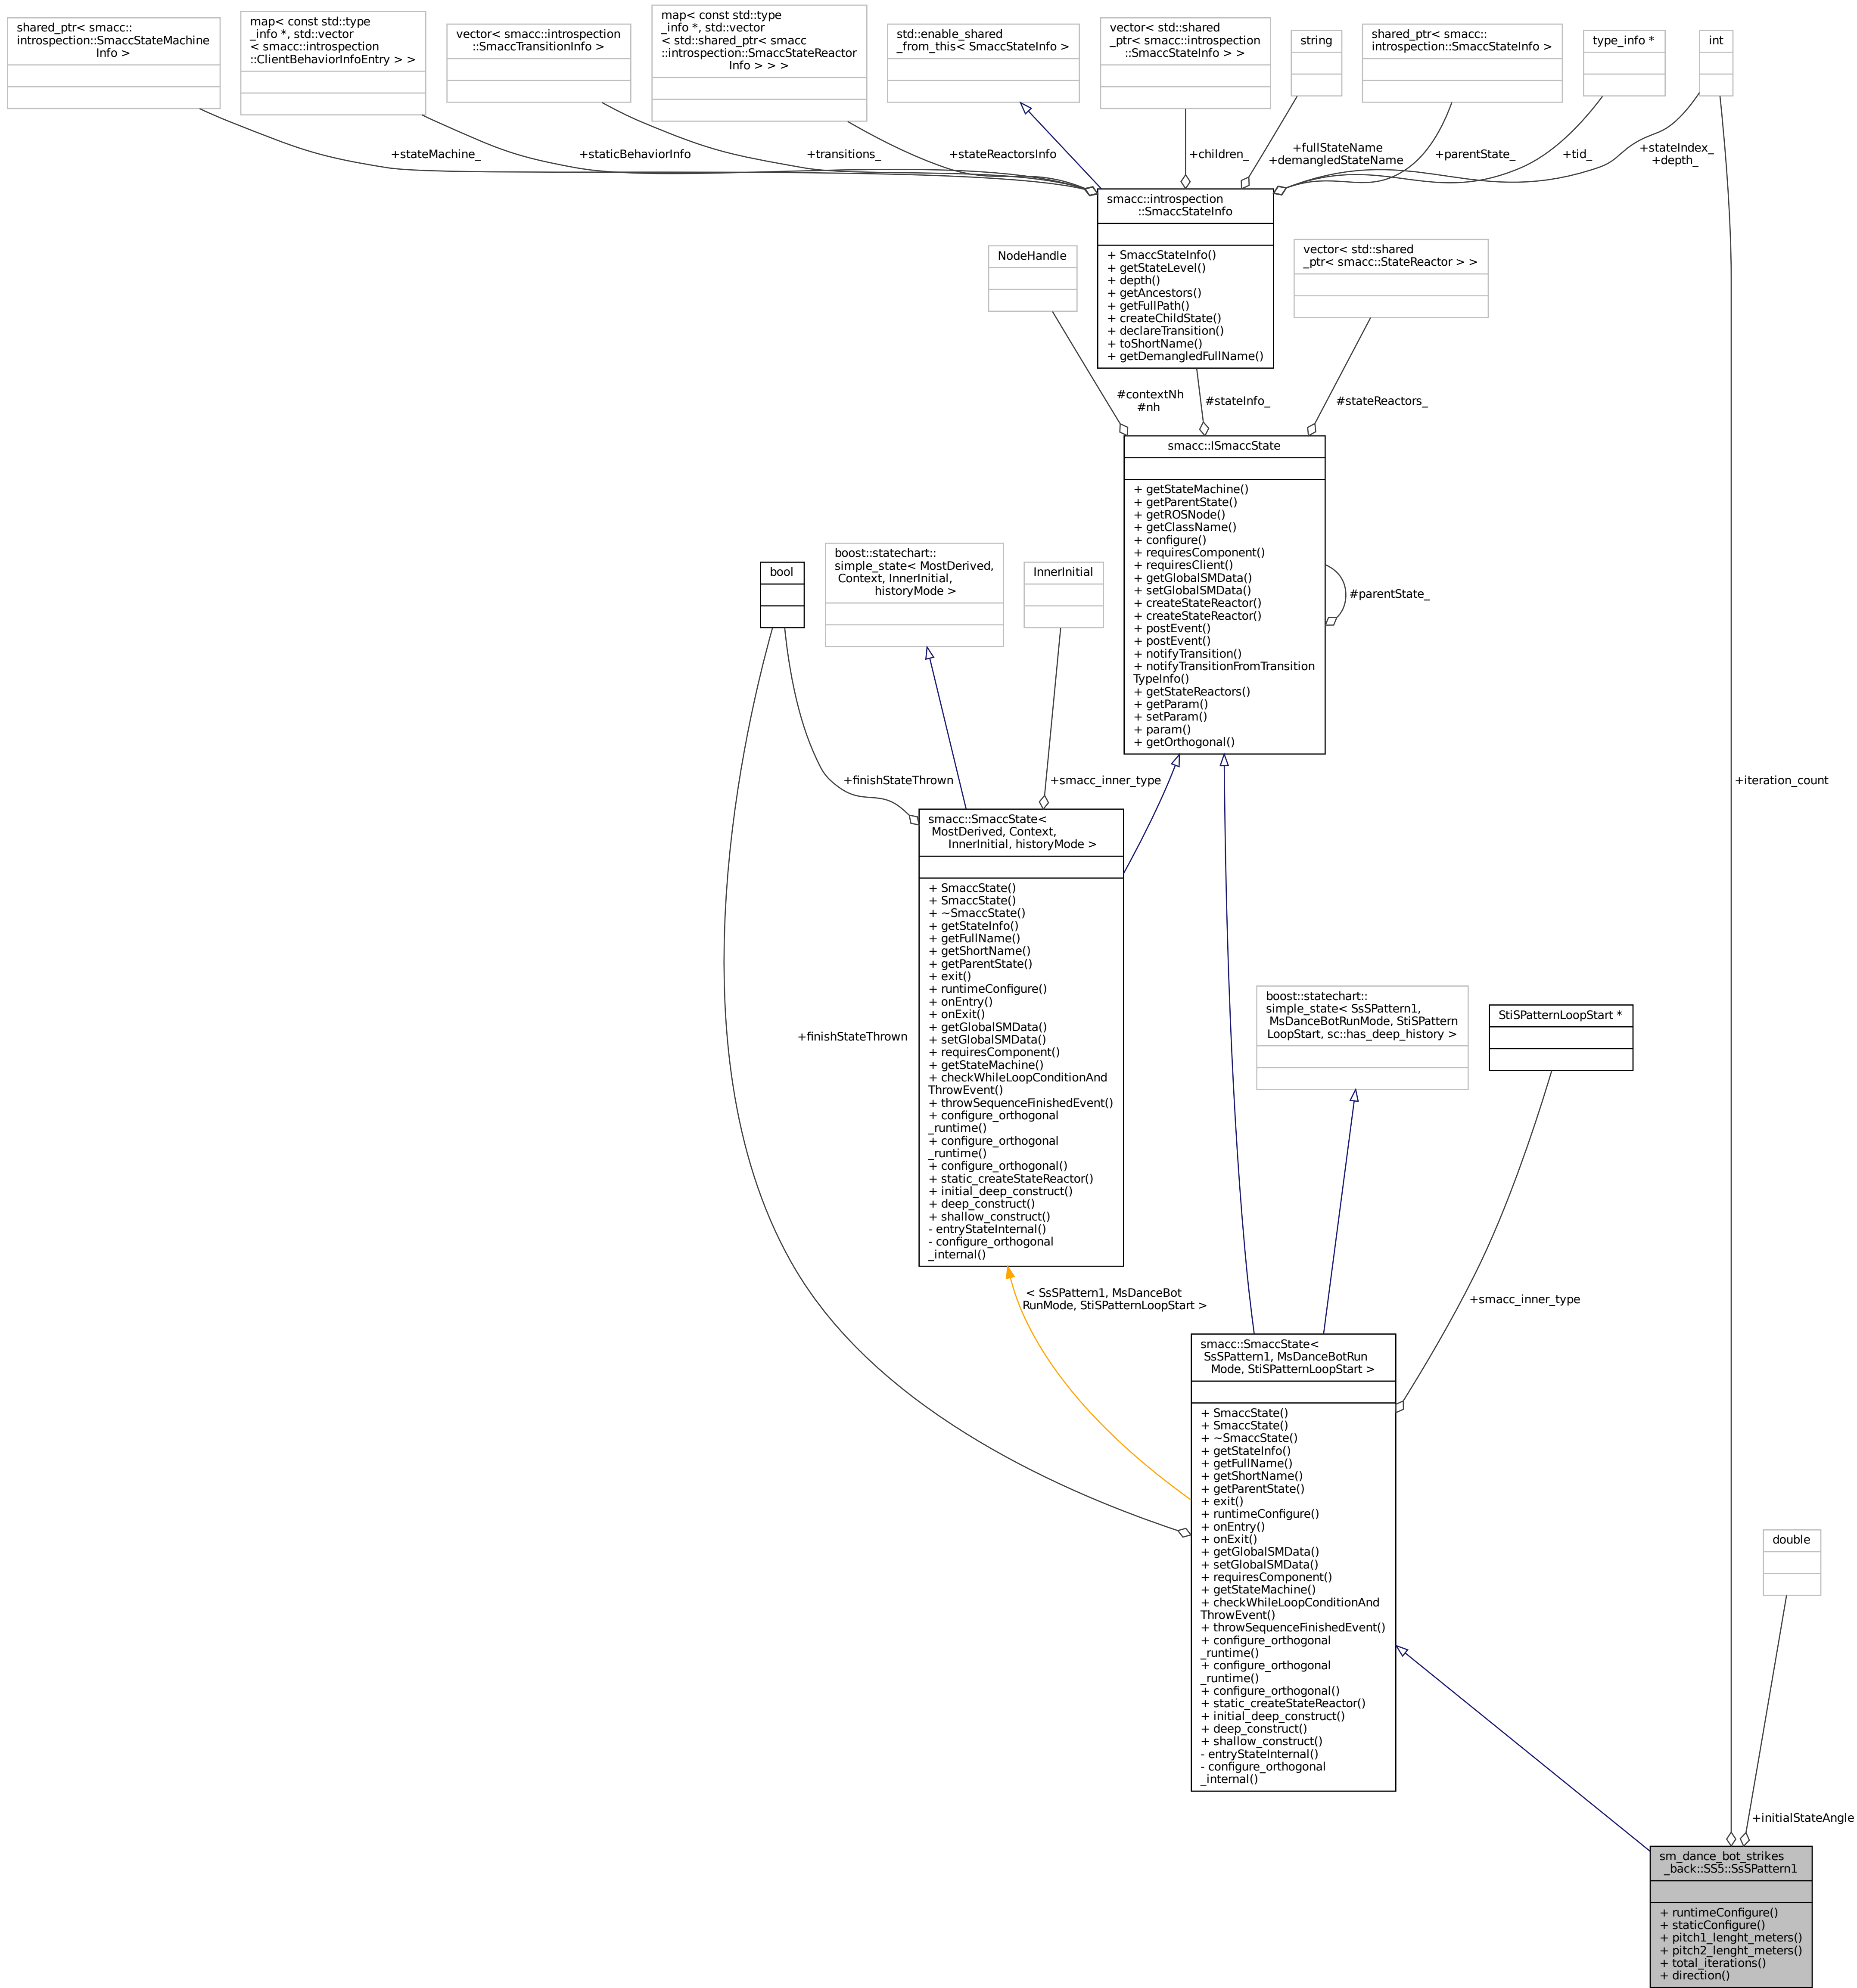 shared_ptr< smacc::
introspection::SmaccStateMachine
Info >
map< const std::type
_info *, std::vector
< smacc::introspection
::ClientBehaviorInfoEntry > >
vector< smacc::introspection
::SmaccTransitionInfo >
map< const std::type
_info *, std::vector
< std::shared_ptr< smacc
::introspection::SmaccStateReactor
Info > > >
std::enable_shared
_from_this< SmaccStateInfo >
vector< std::shared
_ptr< smacc::introspection
::SmaccStateInfo > >
string
shared_ptr< smacc::
introspection::SmaccStateInfo >
type_info *
int
+stateMachine_
+staticBehaviorInfo
+transitions_
+stateReactorsInfo
+children_
+fullStateName
+demangledStateName
+parentState_
+tid_
+stateIndex_
+depth_
smacc::introspection
::SmaccStateInfo
+ SmaccStateInfo()
+ getStateLevel()
+ depth()
+ getAncestors()
+ getFullPath()
+ createChildState()
+ declareTransition()
+ toShortName()
+ getDemangledFullName()
NodeHandle
vector< std::shared
_ptr< smacc::StateReactor > >
#contextNh
#nh
#stateInfo_
#stateReactors_
smacc::ISmaccState
+ getStateMachine()
+ getParentState()
+ getROSNode()
+ getClassName()
+ configure()
+ requiresComponent()
+ requiresClient()
+ getGlobalSMData()
+ setGlobalSMData()
+ createStateReactor()
+ createStateReactor()
+ postEvent()
+ postEvent()
+ notifyTransition()
+ notifyTransitionFromTransition
TypeInfo()
+ getStateReactors()
+ getParam()
+ setParam()
+ param()
+ getOrthogonal()
#parentState_
bool
boost::statechart::
simple_state< MostDerived,
Context, InnerInitial,
historyMode >
InnerInitial
+finishStateThrown
+smacc_inner_type
+iteration_count
smacc::SmaccState<
MostDerived, Context,
InnerInitial, historyMode >
+ SmaccState()
+ SmaccState()
+ ~SmaccState()
+ getStateInfo()
+ getFullName()
+ getShortName()
+ getParentState()
+ exit()
+ runtimeConfigure()
+ onEntry()
+ onExit()
+ getGlobalSMData()
+ setGlobalSMData()
+ requiresComponent()
+ getStateMachine()
+ checkWhileLoopConditionAnd
ThrowEvent()
+ throwSequenceFinishedEvent()
+ configure_orthogonal
_runtime()
+ configure_orthogonal
_runtime()
+ configure_orthogonal()
+ static_createStateReactor()
+ initial_deep_construct()
+ deep_construct()
+ shallow_construct()
- entryStateInternal()
- configure_orthogonal
_internal()
+finishStateThrown
boost::statechart::
simple_state< SsSPattern1,
MsDanceBotRunMode, StiSPattern
LoopStart, sc::has_deep_history >
StiSPatternLoopStart *
< SsSPattern1, MsDanceBot
RunMode, StiSPatternLoopStart >
+smacc_inner_type
smacc::SmaccState<
SsSPattern1, MsDanceBotRun
Mode, StiSPatternLoopStart >
+ SmaccState()
+ SmaccState()
+ ~SmaccState()
+ getStateInfo()
+ getFullName()
+ getShortName()
+ getParentState()
+ exit()
+ runtimeConfigure()
+ onEntry()
+ onExit()
+ getGlobalSMData()
+ setGlobalSMData()
+ requiresComponent()
+ getStateMachine()
+ checkWhileLoopConditionAnd
ThrowEvent()
+ throwSequenceFinishedEvent()
+ configure_orthogonal
_runtime()
+ configure_orthogonal
_runtime()
+ configure_orthogonal()
+ static_createStateReactor()
+ initial_deep_construct()
+ deep_construct()
+ shallow_construct()
- entryStateInternal()
- configure_orthogonal
_internal()
double
+initialStateAngle
sm_dance_bot_strikes
_back::SS5::SsSPattern1
+ runtimeConfigure()
+ staticConfigure()
+ pitch1_lenght_meters()
+ pitch2_lenght_meters()
+ total_iterations()
+ direction()